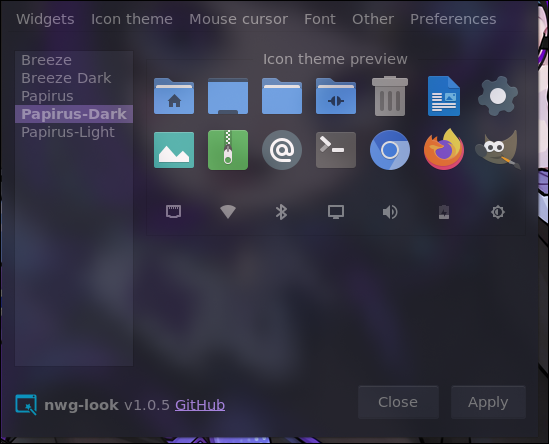 Widgets Icon theme Mouse cursor Font Other Preferences
Icon theme preview
Breeze
Breeze Dark
Papirus
Papirus-Dark
Papirus-Light
nwg-look v1.0.5 GitHub
Close Apply